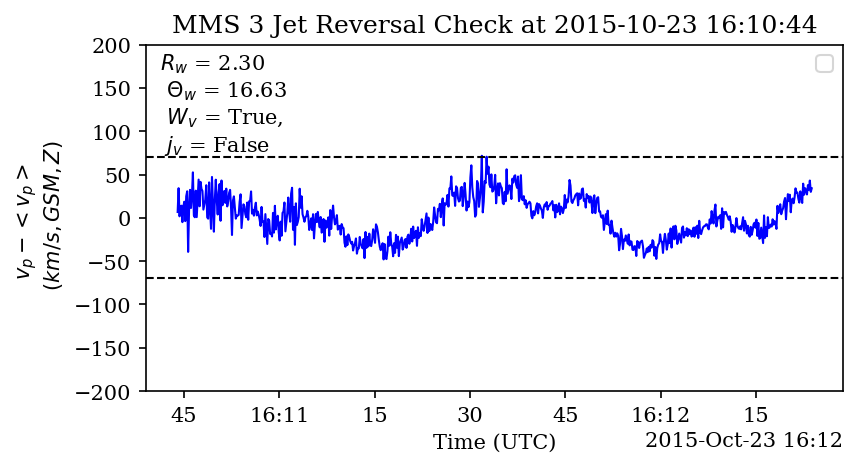 MMS 3 Jet Reversal Check at 2015-10-23 16:10:44
200
150
100
50
0
−50
−100
−150
−200
v_p − < v_p >
(km/s, GSM, Z)
R_w = 2.30
Θ_w = 16.63
W_v = True,
j_v = False
45 16:11 15 30 45 16:12 15
Time (UTC)
2015-Oct-23 16:12